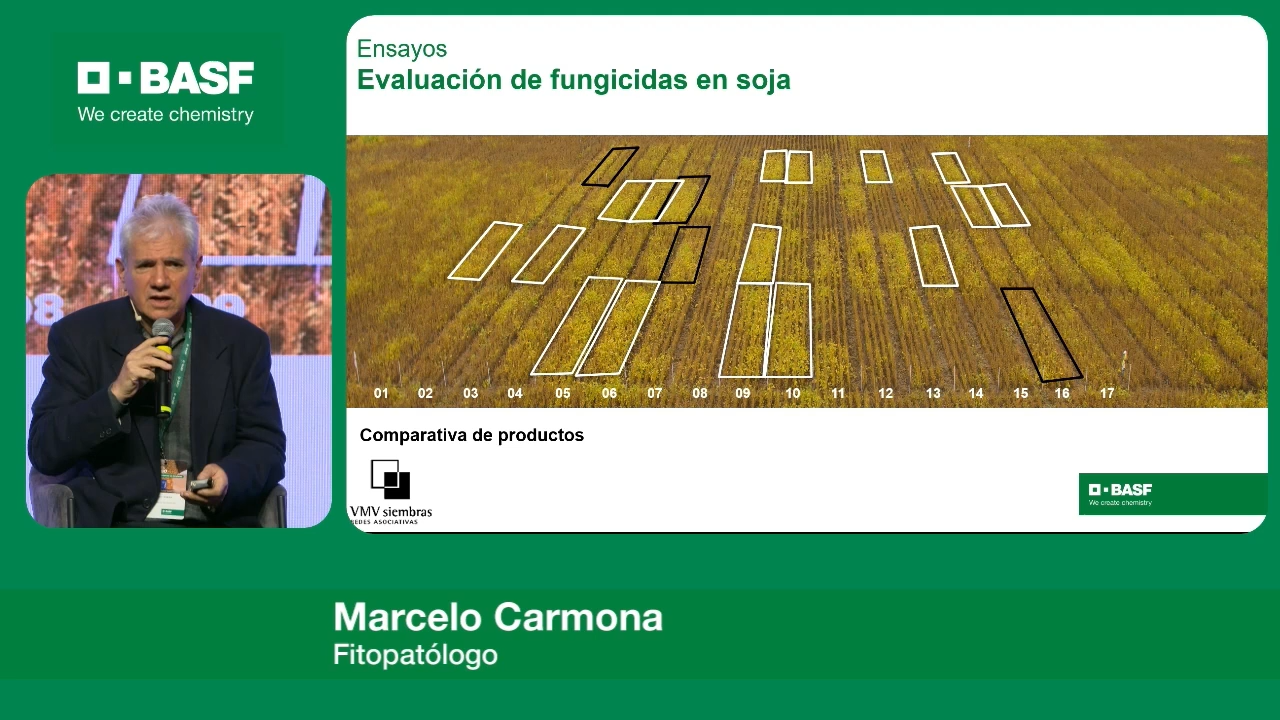 BASF
We create chemistry
08
09
Ensayos
Evaluación de fungicidas en soja
01 02 03 04 05 06 07 08 09 10 11 12 13 14 15 16 17
Comparativa de productos
VMV siembras
REDES ASOCIATIVAS
BASF
We create chemistry
Marcelo Carmona
Fitopatólogo